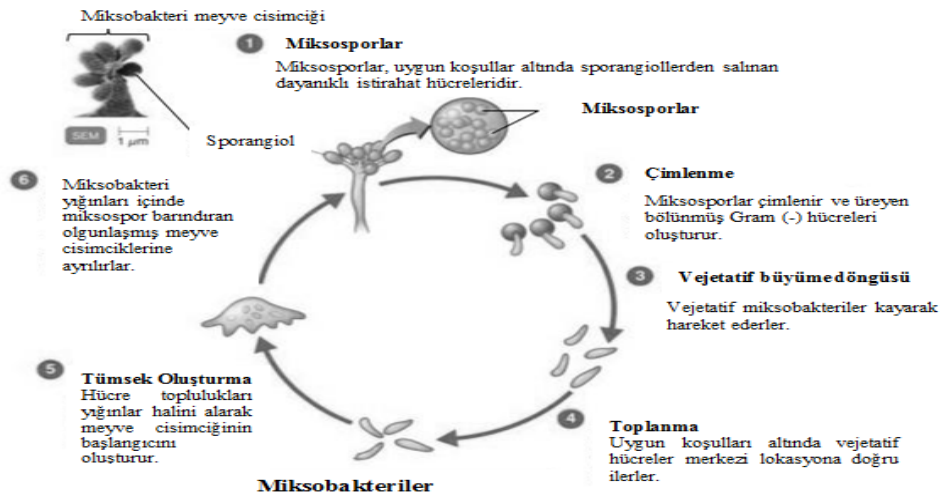 Miksobakteri meyve cisimciği
SEM
1 µm
Sporangiol
1 Miksosporlar
Miksosporlar, uygun koşullar altında sporangiollerden salınan
dayanıklı istirahat hücreleridir.
Miksosporlar
2 Çimlenme
Miksosporlar çimlenir ve üreyen
bölünmüş Gram (-) hücreleri
oluşturur.
3 Vejetatif büyüme döngüsü
Vejetatif miksobakteriler kayarak
hareket ederler.
4 Toplanma
Uygun koşulları altında vejetatif
hücreler merkezi lokasyona doğru
ilerler.
5 Tümsek Oluşturma
Hücre toplulukları
yığınlar halini alarak
meyve cisimciğinin
başlangıcını
oluşturur.
6 Miksobakteri
yığınları içinde
miksospor barındıran
olgunlaşmış meyve
cisimciklerine
ayrılırlar.
Miksobakteriler